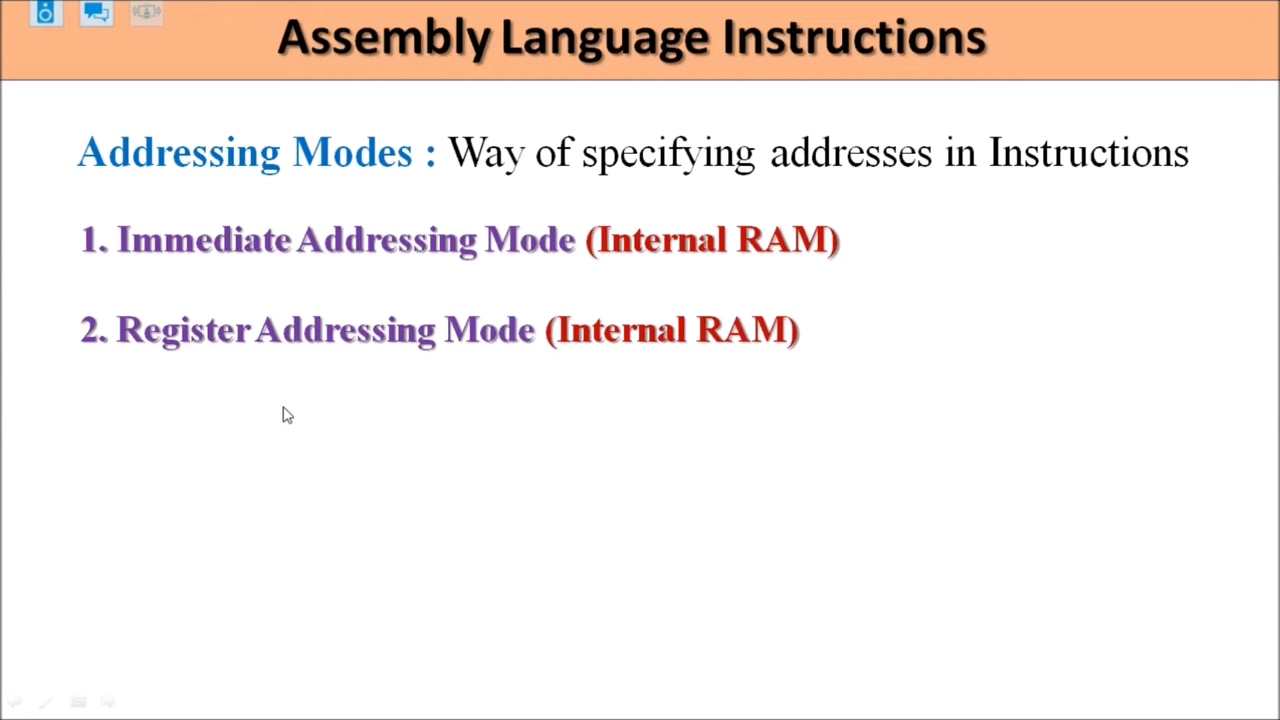 Assembly Language Instructions
Addressing Modes : Way of specifying addresses in Instructions
1. Immediate Addressing Mode (Internal RAM)
2. Register Addressing Mode (Internal RAM)